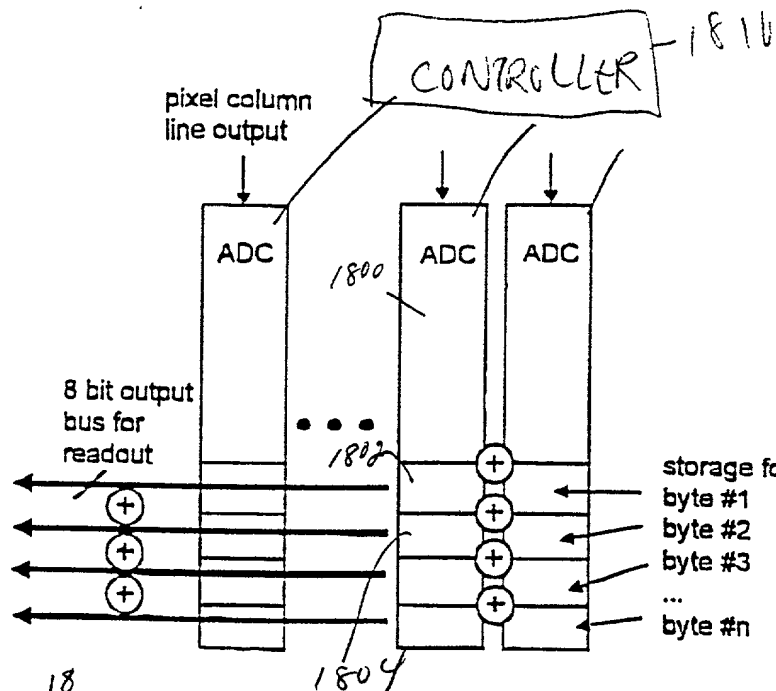 CONTROLLER
pixel column
line output
ADC
ADC
ADC
1800
8 bit output
bus for
readout
1802
storage fo
byte #1
byte #2
byte #3
...
byte #n
1804
18